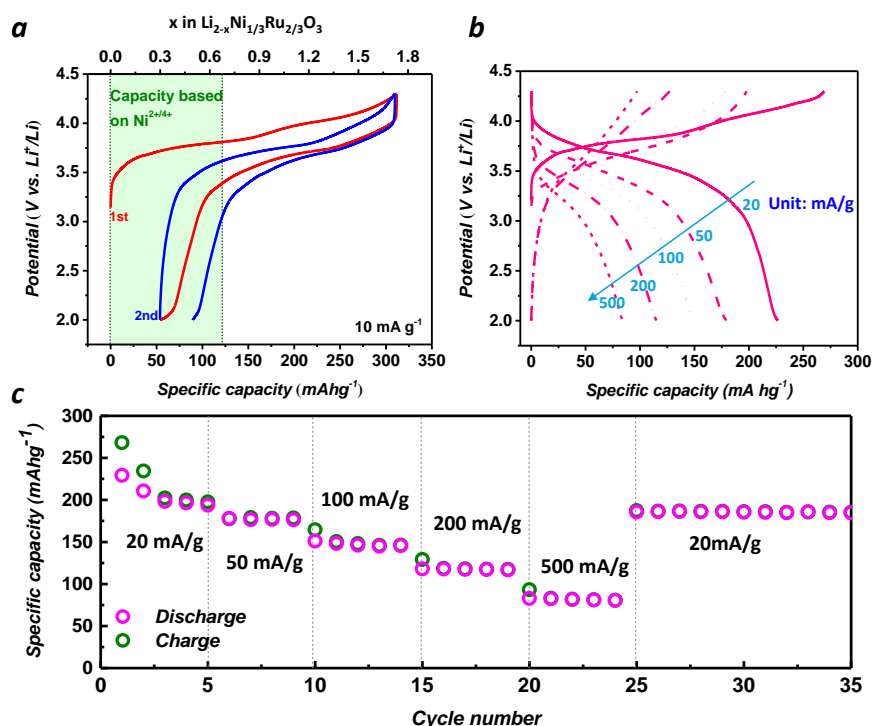 a
x in Li2-xNi1/3Ru2/3O3
0.0 0.3 0.6 0.9 1.2 1.5 1.8
4.5
4.0
3.5
3.0
2.5
2.0
Potential (V vs. Li+/Li)
Capacity based
on Ni2+/4+
1st
2nd
10 mA g-1
0 50 100 150 200 250 300 350
Specific capacity (mAhg-1)
b
4.5
4.0
3.5
3.0
2.5
2.0
Potential (V vs. Li+/Li)
20
Unit: mA/g
50
100
200
500
0 50 100 150 200 250 300
Specific capacity (mA hg-1)
c
300
250
200
150
100
50
0
Specific capacity (mAhg-1)
20 mA/g
50 mA/g
100 mA/g
200 mA/g
500 mA/g
20mA/g
Discharge
Charge
0 5 10 15 20 25 30 35
Cycle number